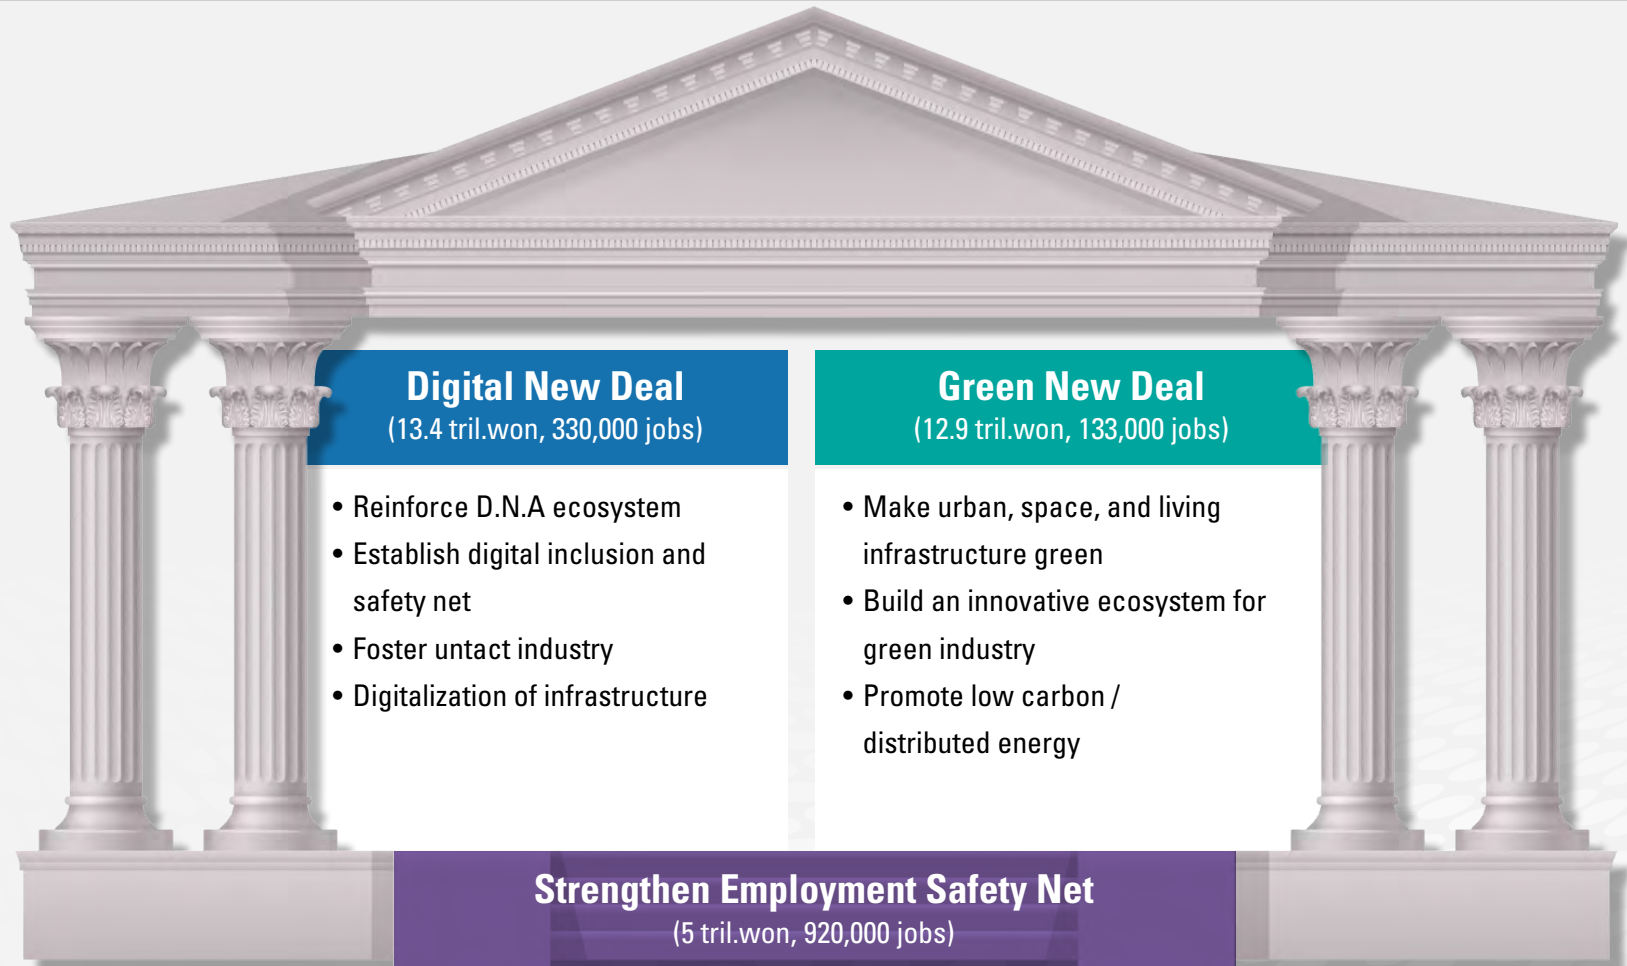 Digital New Deal
(13.4 tril.won, 330,000 jobs)
• Reinforce D.N.A ecosystem
• Establish digital inclusion and
safety net
• Foster untact industry
• Digitalization of infrastructure
Green New Deal
(12.9 tril.won, 133,000 jobs)
• Make urban, space, and living
infrastructure green
• Build an innovative ecosystem for
green industry
• Promote low carbon /
distributed energy
Strengthen Employment Safety Net
(5 tril.won, 920,000 jobs)